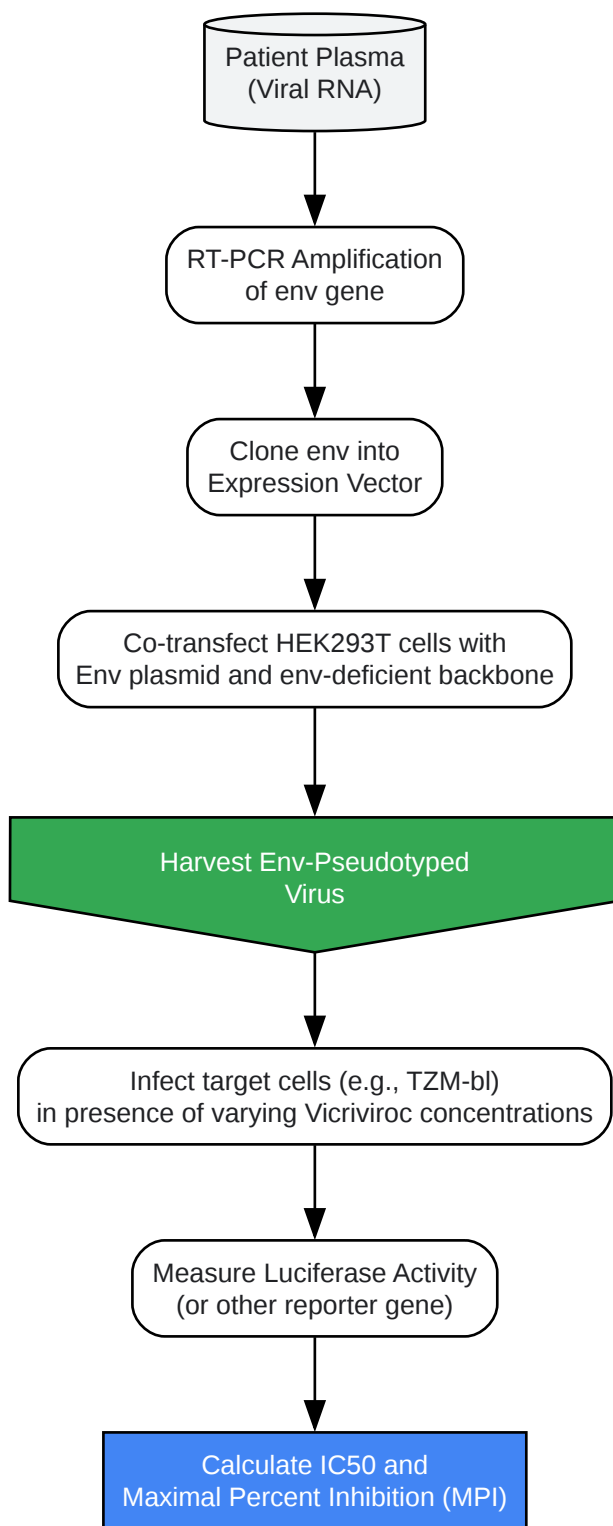 Patient Plasma
(Viral RNA)
RT-PCR Amplification
of env gene
Clone env into
Expression Vector
Co-transfect HEK293T cells with
Env plasmid and env-deficient backbone
Harvest Env-Pseudotyped
Virus
Infect target cells (e.g., TZM-bl)
in presence of varying Vicriviroc concentrations
Measure Luciferase Activity
(or other reporter gene)
Calculate IC50 and
Maximal Percent Inhibition (MPI)